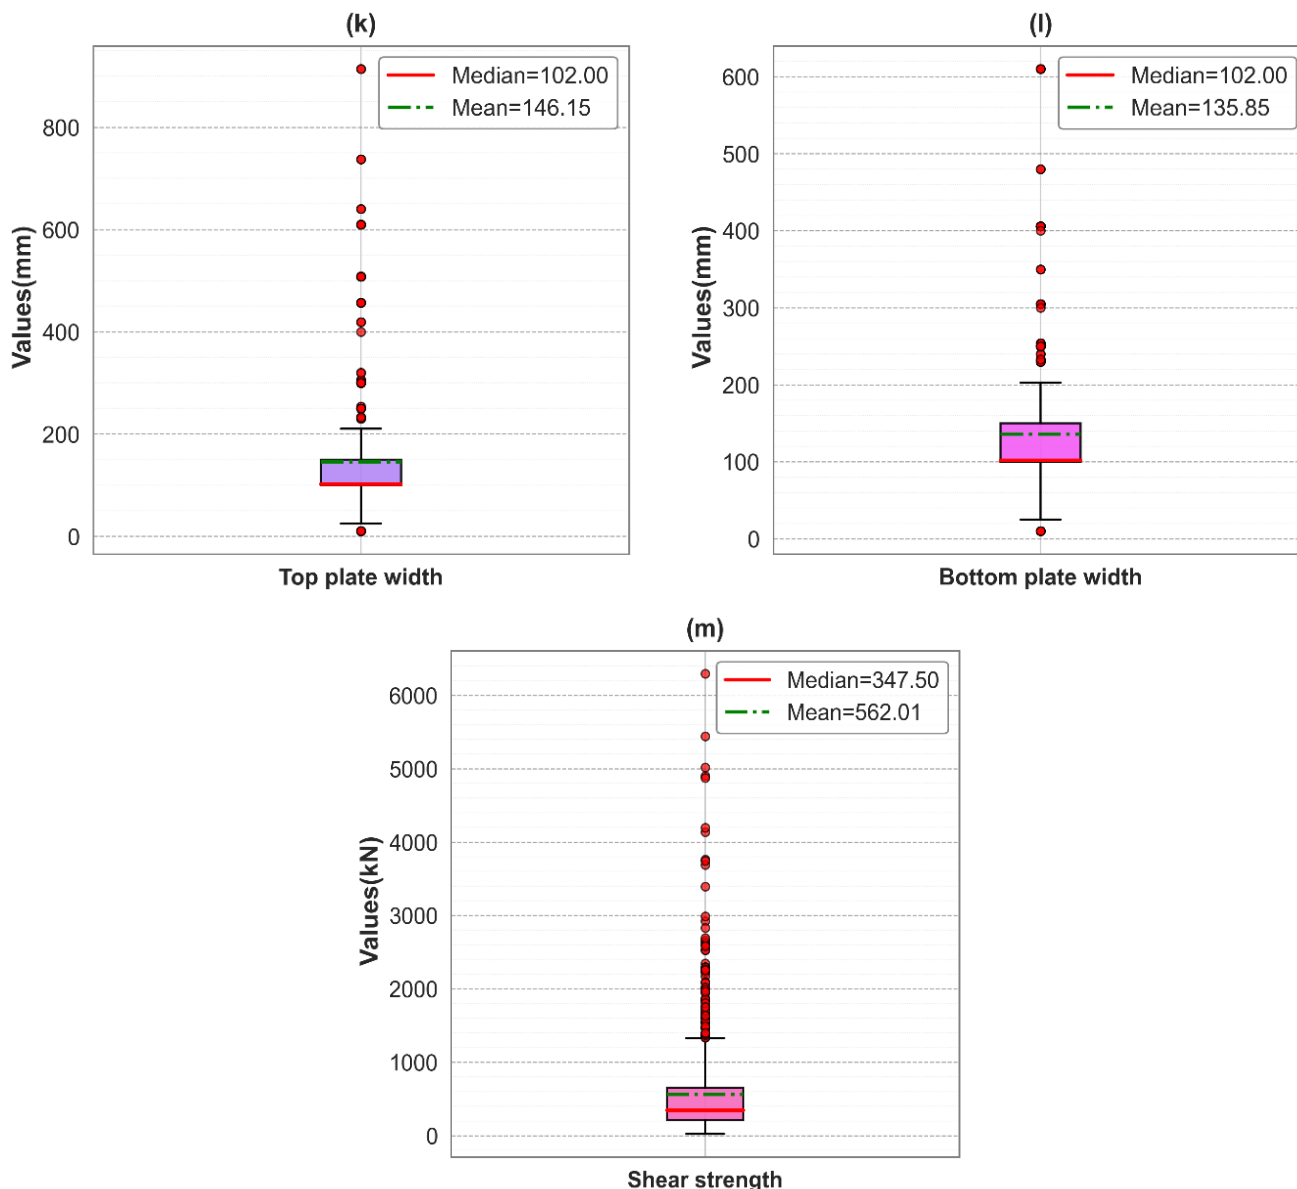 (k)
Median=102.00
Mean=146.15
800
600
400
200
0
Values(mm)
Top plate width
(l)
Median=102.00
Mean=135.85
600
500
400
300
200
100
0
Values(mm)
Bottom plate width
(m)
Median=347.50
Mean=562.01
6000
5000
4000
3000
2000
1000
0
Values(kN)
Shear strength